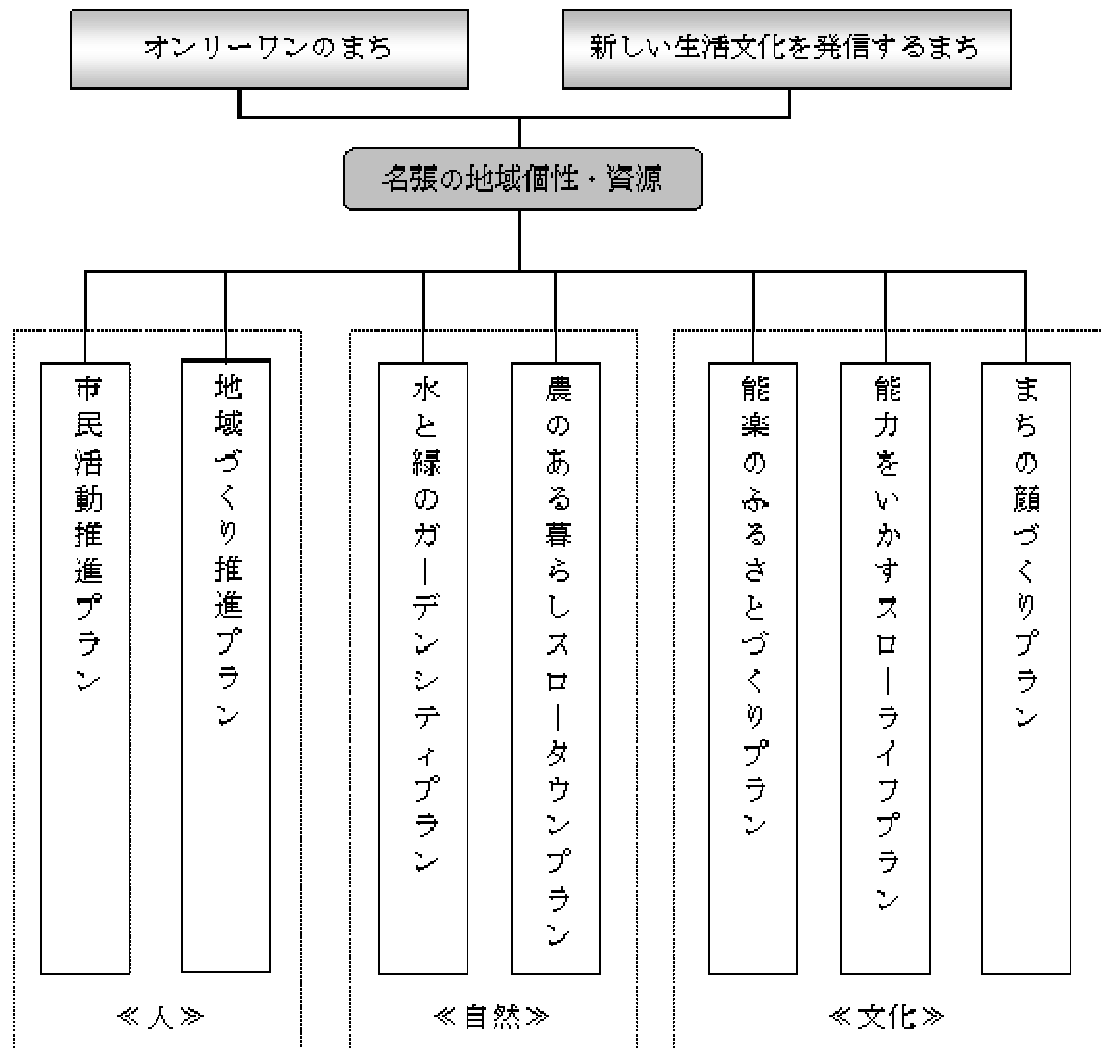 オンリーワンのまち
新しい生活文化を発信するまち
名張の地域個性・資源
市民活動推進プラン
地域づくり推進プラン
水と緑のガーデンシティプラン
農のある暮らしスロータウンプラン
能楽のふるさとづくりプラン
能力をいかすスローライフプラン
まちの顔づくりプラン
≪人≫
≪自然≫
≪文化≫